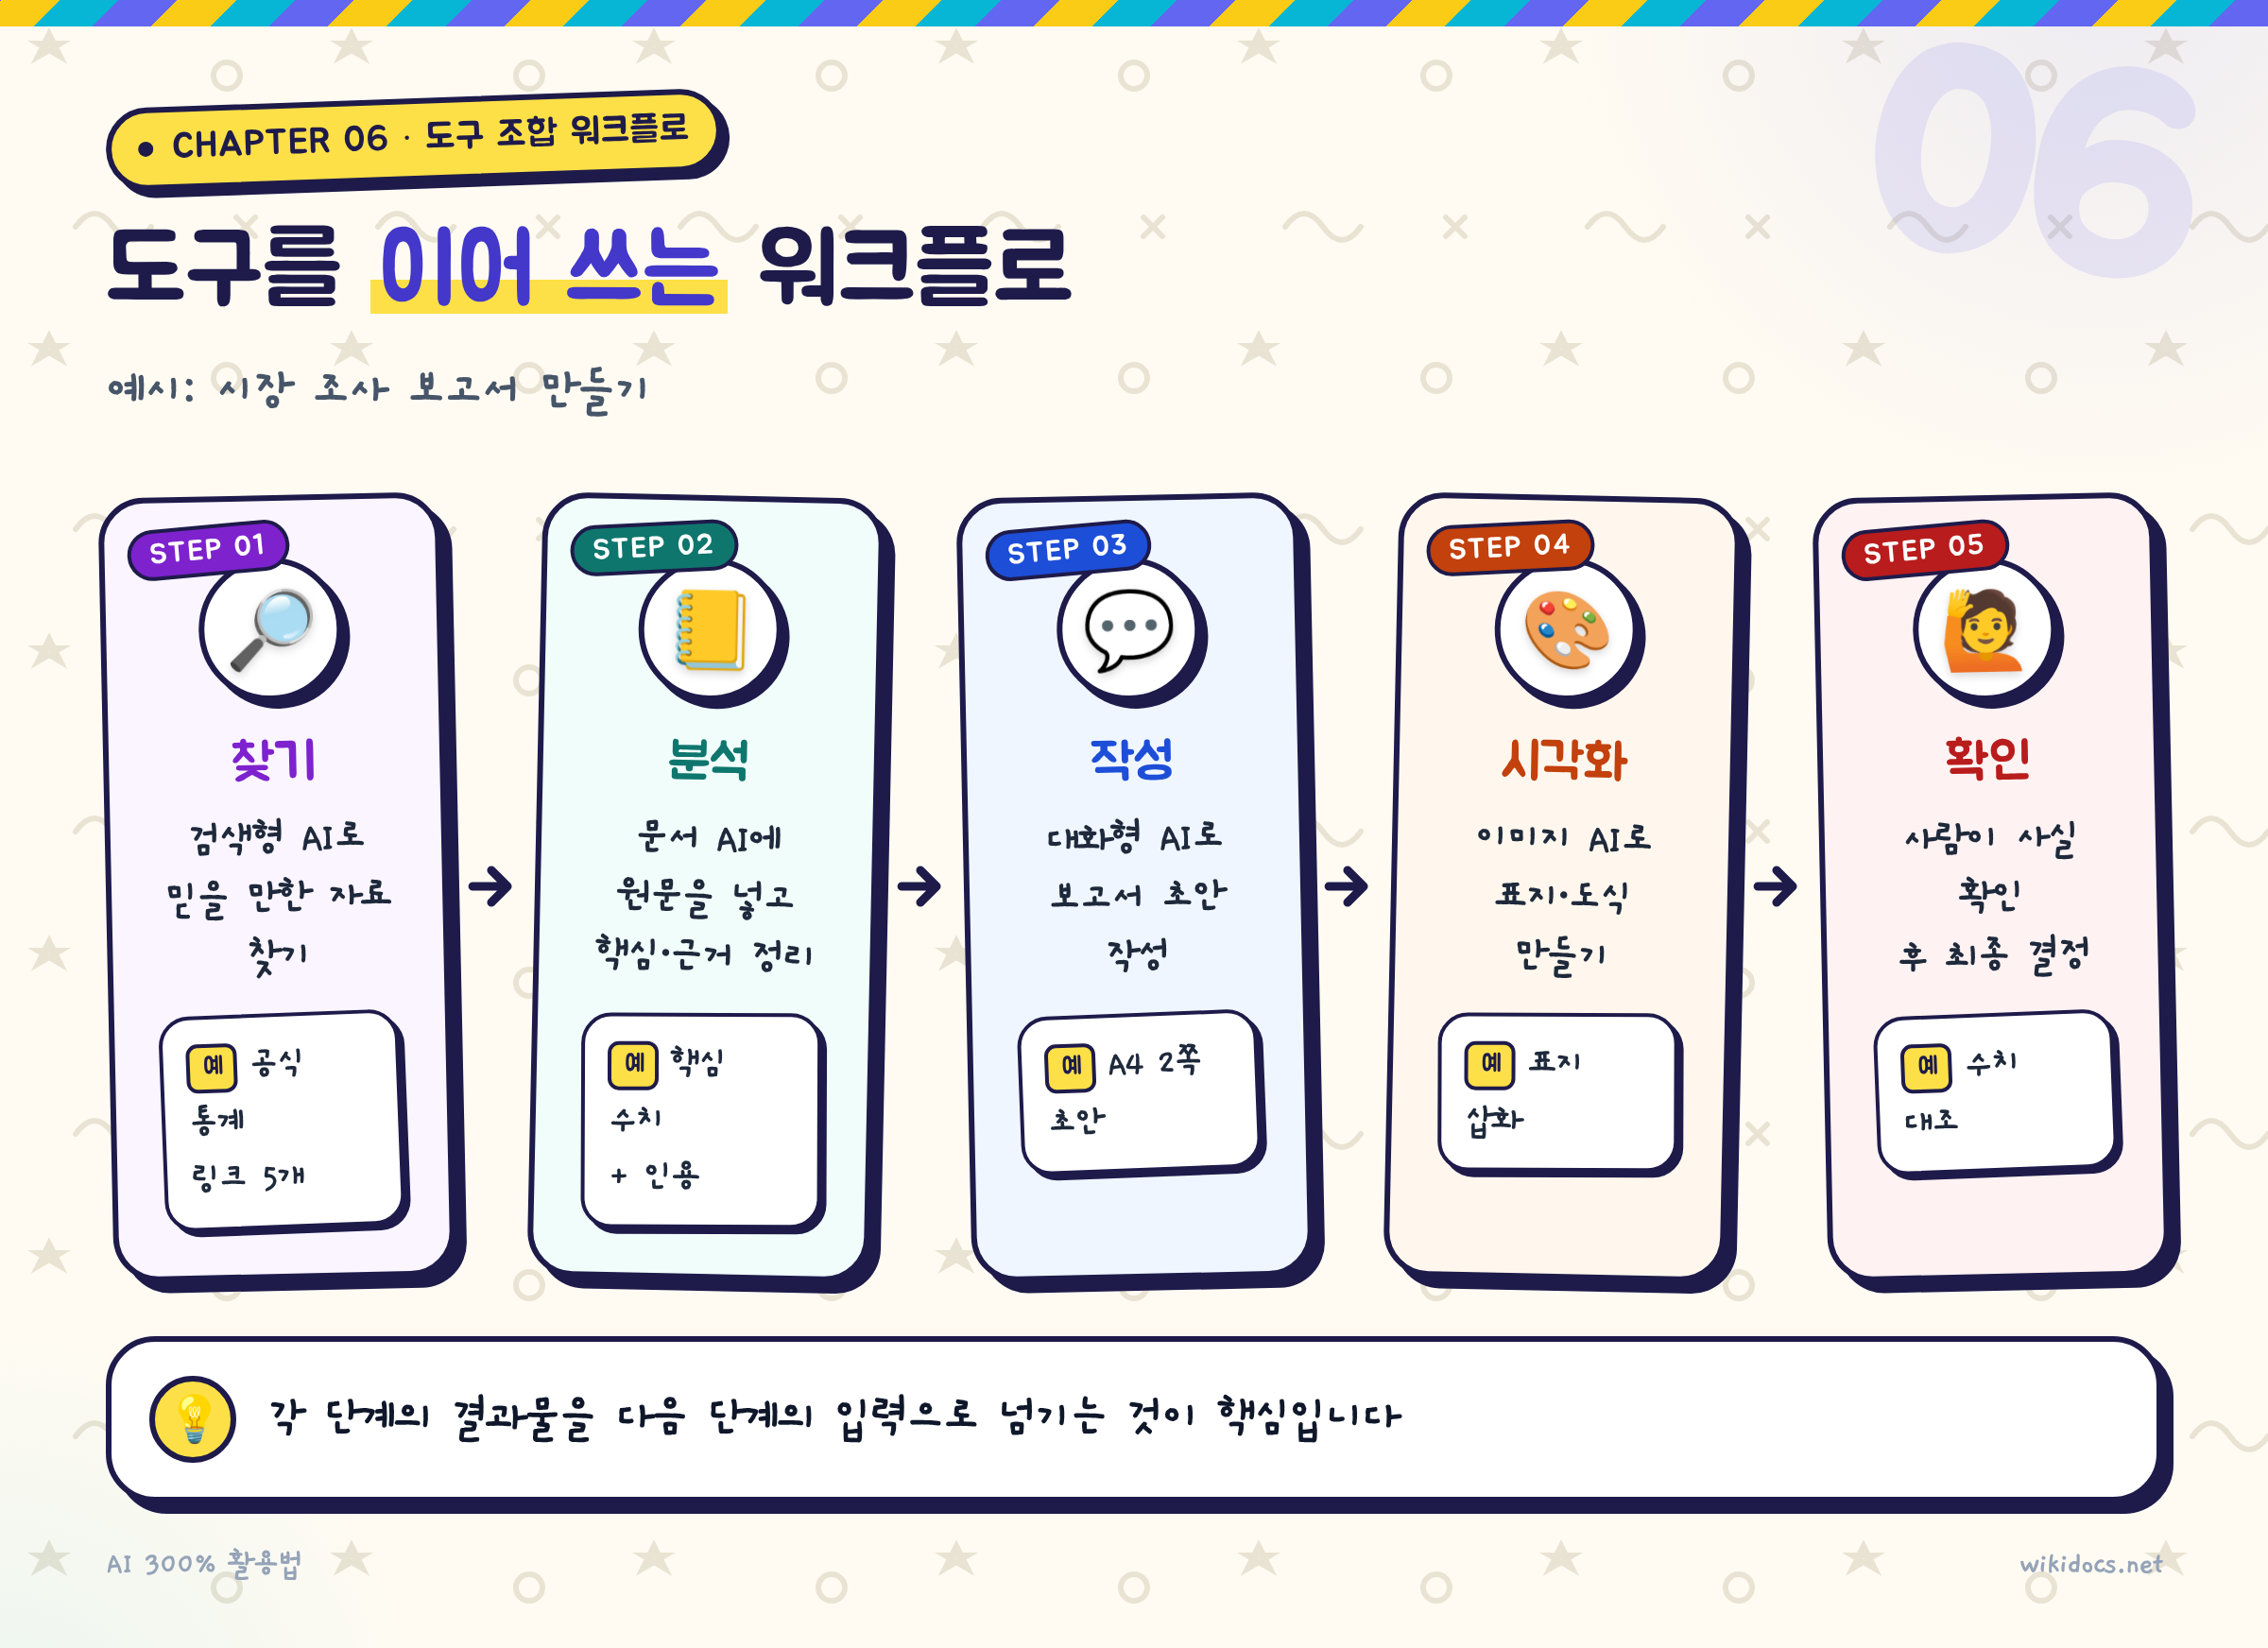 06
• CHAPTER 06 · 도구 조합 워크플로
도구를 이어 쓰는 워크플로
예시: 시장 조사 보고서 만들기
STEP 01
찾기
검색형 AI로
믿을 만한 자료
찾기
예 공식
통계
링크 5개
STEP 02
분석
문서 AI에
원문을 넣고
핵심·근거 정리
예 핵심
수치
+ 인용
STEP 03
작성
대화형 AI로
보고서 초안
작성
예 A4 2쪽
초안
STEP 04
시각화
이미지 AI로
표지·도식
만들기
예 표지
삽화
STEP 05
확인
사람이 사실
확인
후 최종 결정
예 수치
대조
각 단계의 결과물을 다음 단계의 입력으로 넘기는 것이 핵심입니다
AI 300% 활용법
wikidocs.net